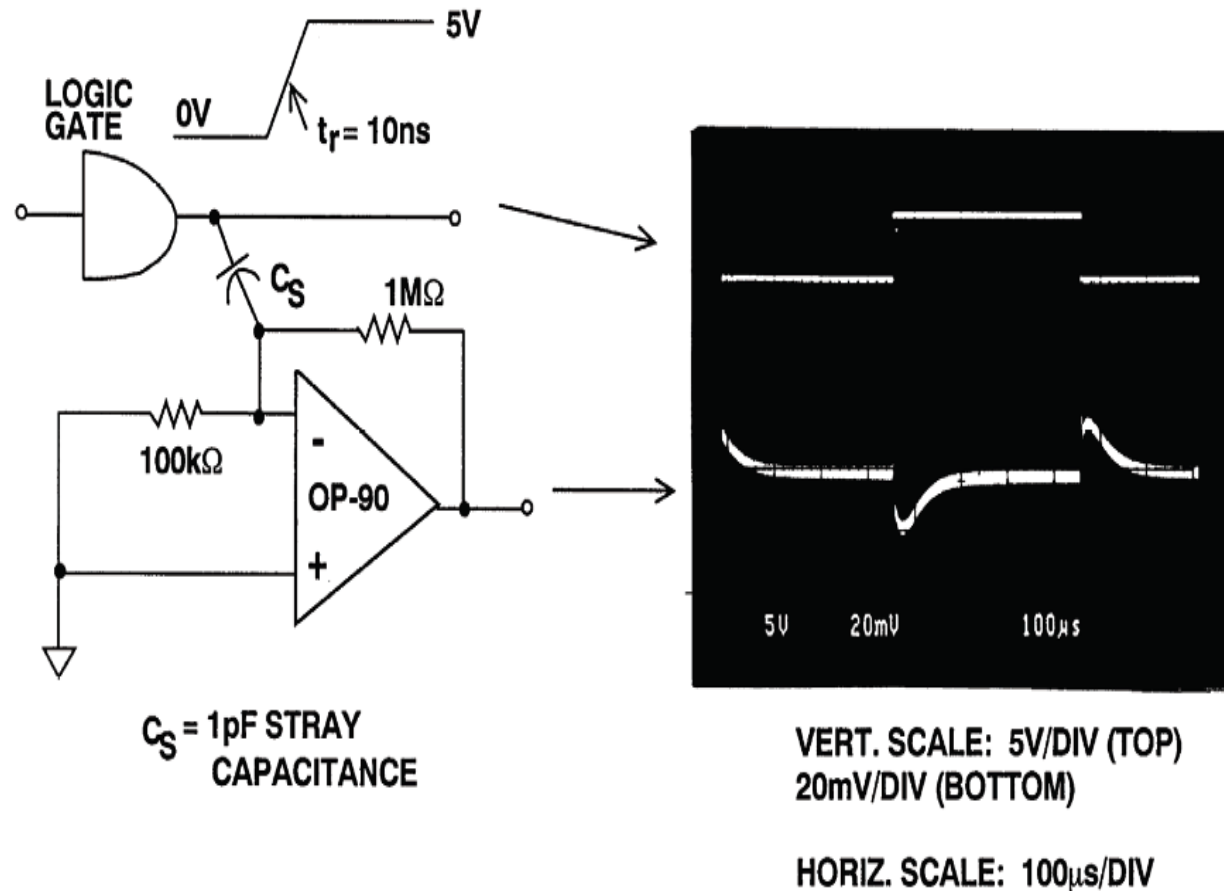 5V
LOGIC
GATE
0V
tr = 10ns
CS
1MΩ
100kΩ
-
OP-90
+
5V 20mV 100µs
CS = 1pF STRAY
CAPACITANCE
VERT. SCALE: 5V/DIV (TOP)
20mV/DIV (BOTTOM)
HORIZ. SCALE: 100µs/DIV